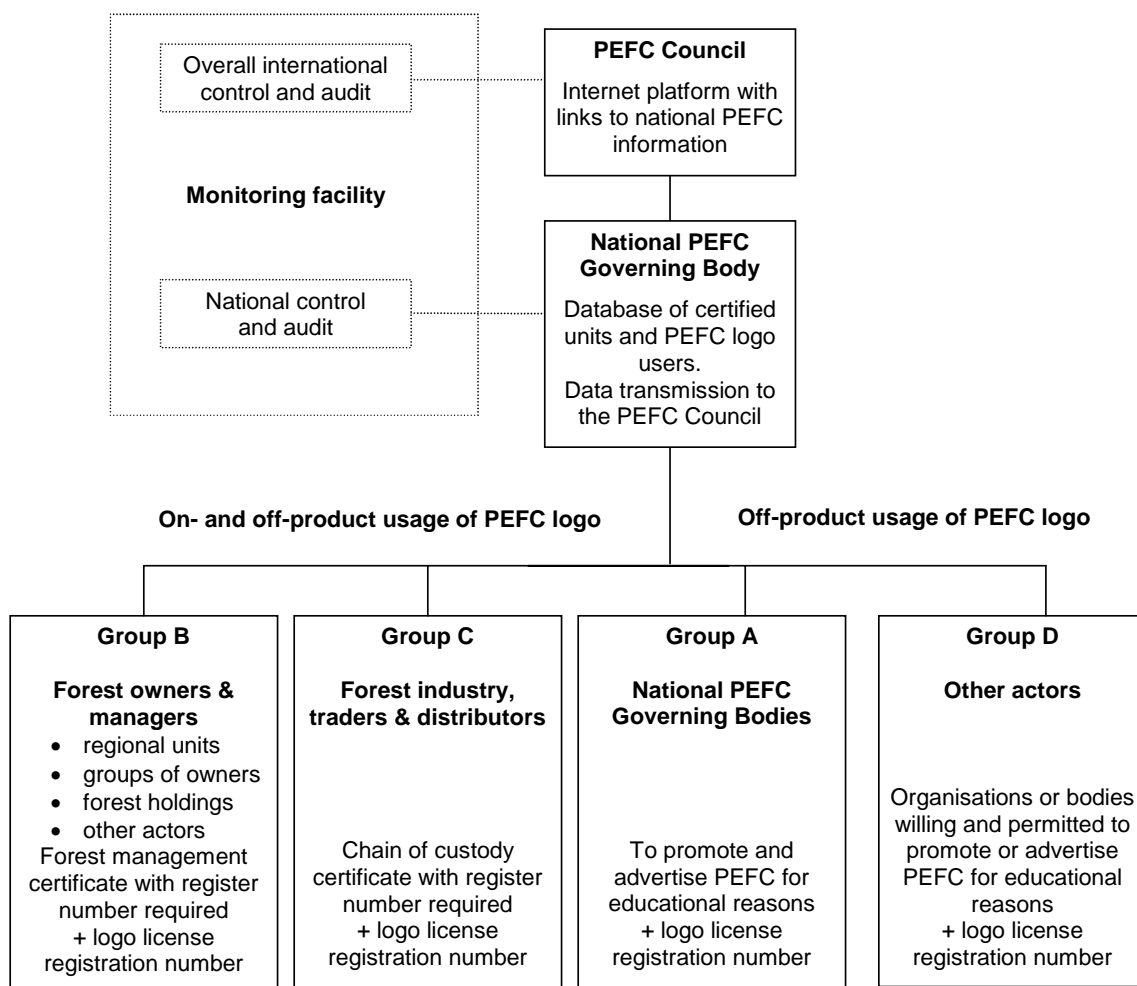 Overall international
control and audit
Monitoring facility
National control
and audit
PEFC Council
Internet platform with
links to national PEFC
information
National PEFC
Governing Body
Database of certified
units and PEFC logo
users.
Data transmission to
the PEFC Council
On- and off-product usage of PEFC logo
Off-product usage of PEFC logo
Group B
Forest owners &
managers
• regional units
• groups of owners
• forest holdings
• other actors
Forest management
certificate with register
number required
+ logo license
registration number
Group C
Forest industry,
traders & distributors
Chain of custody
certificate with register
number required
+ logo license
registration number
Group A
National PEFC
Governing Bodies
To promote and
advertise PEFC for
educational reasons
+ logo license
registration number
Group D
Other actors
Organisations or bodies
willing and permitted to
promote or advertise
PEFC for educational
reasons
+ logo license
registration number